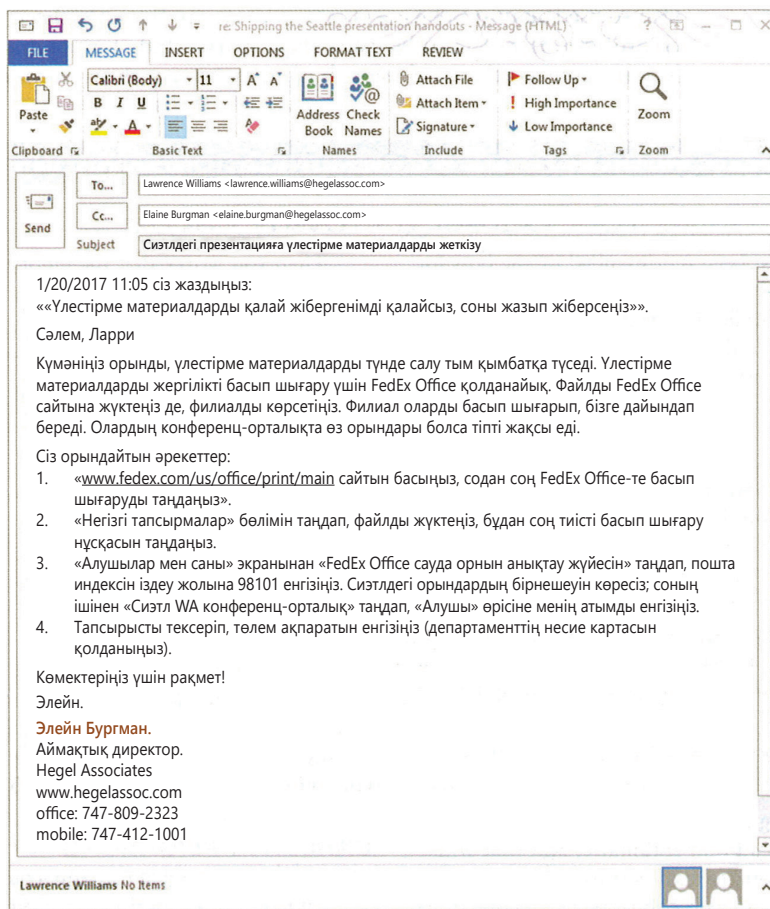 re: Shipping the Seattle presentation handouts - Message (HTML)
FILE MESSAGE INSERT OPTIONS FORMAT TEXT REVIEW
Calibri (Body) 11 A A
Attach File Follow Up
Attach Item High Importance
Paste B I U Address Check Signature Low Importance Zoom
Book Names
Clipboard Basic Text Names Include Tags Zoom
To... Lawrence Williams <lawrence.williams@hegelassoc.com>
Cc... Elaine Burgman <elaine.burgman@hegelassoc.com>
Send
Subject Сиэтлдегі презентацияға үлестірме материалдарды жеткізу
1/20/2017 11:05 сіз жаздыңыз:
««Үлестірме материалдарды қалай жібергенімді қалайсыз, соны жазып жіберсеңіз»».
Сәлем, Ларри
Күмәніңіз орынды, үлестірме материалдарды түнде салу тым қымбатқа түседі. Үлестірме
материалдарды жергілікті басып шығару үшін FedEx Office қолданайық. Файлды FedEx Office
сайтына жүктеңіз де, филиалды көрсетіңіз. Филиал оларды басып шығарып, бізге дайындап
береді. Олардың конференц-орталықта өз орындары болса тіпті жақсы еді.
Сіз орындайтын әрекеттер:
1. «www.fedex.com/us/office/print/main сайтын басыңыз, содан соң FedEx Office-те басып
шығаруды таңдаңыз».
2. «Негізгі тапсырмалар» бөлімін таңдап, файлды жүктеңіз, бұдан соң тиісті басып шығару
нұсқасын таңдаңыз.
3. «Алушылар мен саны» экранынан «FedEx Office сауда орнын анықтау жүйесін» таңдап, пошта
индексін іздеу жолына 98101 енгізіңіз. Сиэтлдегі орындардың бірнешеуін көресіз; соның
ішінен «Сиэтл WA конференц-орталық» таңдап, «Алушы» өрісіне менің атымды енгізіңіз.
4. Тапсырысты тексеріп, төлем ақпаратын енгізіңіз (департаменттің несие картасын
қолданыңыз).
Көмектеріңіз үшін рақмет!
Элейн.
Элейн Бургман.
Аймақтық директор.
Hegel Associates
www.hegelassoc.com
office: 747-809-2323
mobile: 747-412-1001
Lawrence Williams No Items